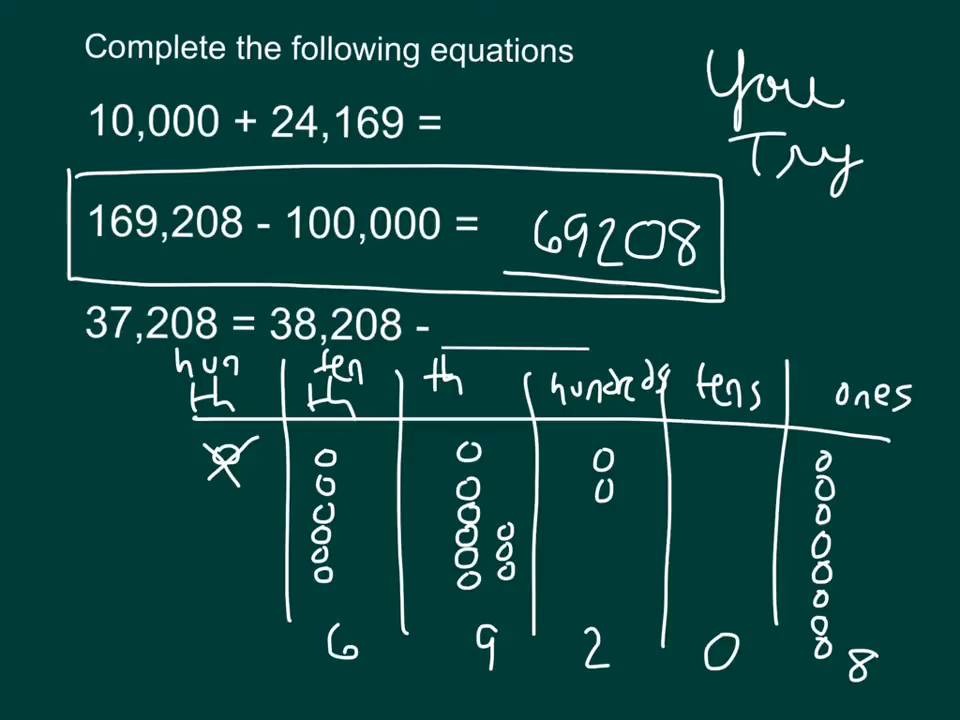 Complete the following equations
You
10,000 + 24,169 =
Try
169,208 - 100,000 = 69208
37,208 = 38,208 - ________
hun th ten th th hundreds tens ones
6 9 2 0 8